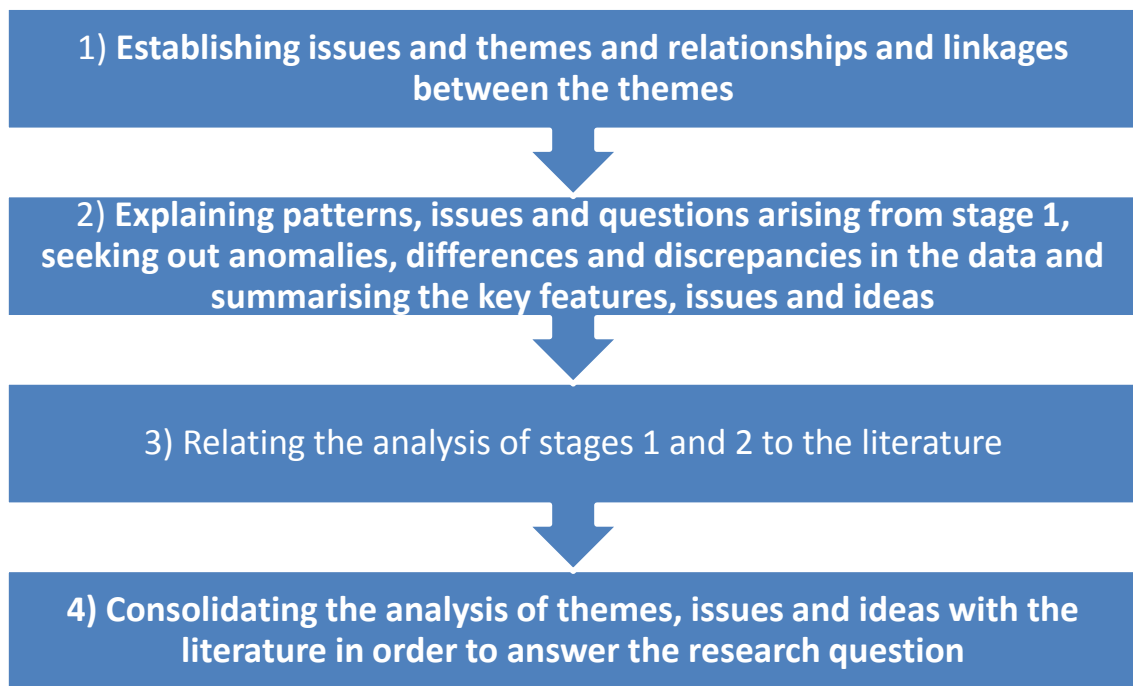 1) Establishing issues and themes and relationships and linkages
between the themes
2) Explaining patterns, issues and questions arising from stage 1,
seeking out anomalies, differences and discrepancies in the data and
summarising the key features, issues and ideas
3) Relating the analysis of stages 1 and 2 to the literature
4) Consolidating the analysis of themes, issues and ideas with the
literature in order to answer the research question